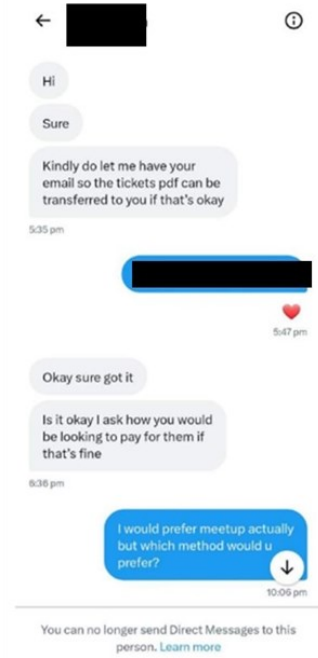 Hi
Sure
Kindly do let me have your
email so the tickets pdf can be
transferred to you if that's okay
5:35 pm
5:47 pm
Okay sure got it
Is it okay I ask how you would
be looking to pay for them if
that's fine
6:36 pm
I would prefer meetup actually
but which method would u
prefer?
10:06 pm
You can no longer send Direct Messages to this
person. Learn more